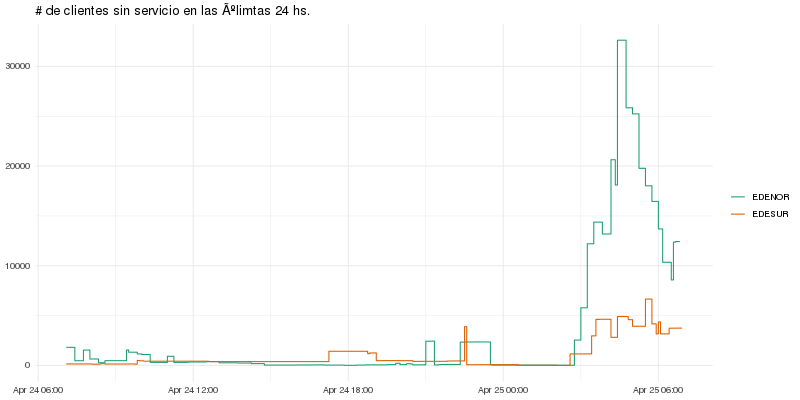 # de clientes sin servicio en las Ãºlimtas 24 hs.
30000
20000
10000
0
Apr 24 06:00
Apr 24 12:00
Apr 24 18:00
Apr 25 00:00
Apr 25 06:00
EDENOR
EDESUR